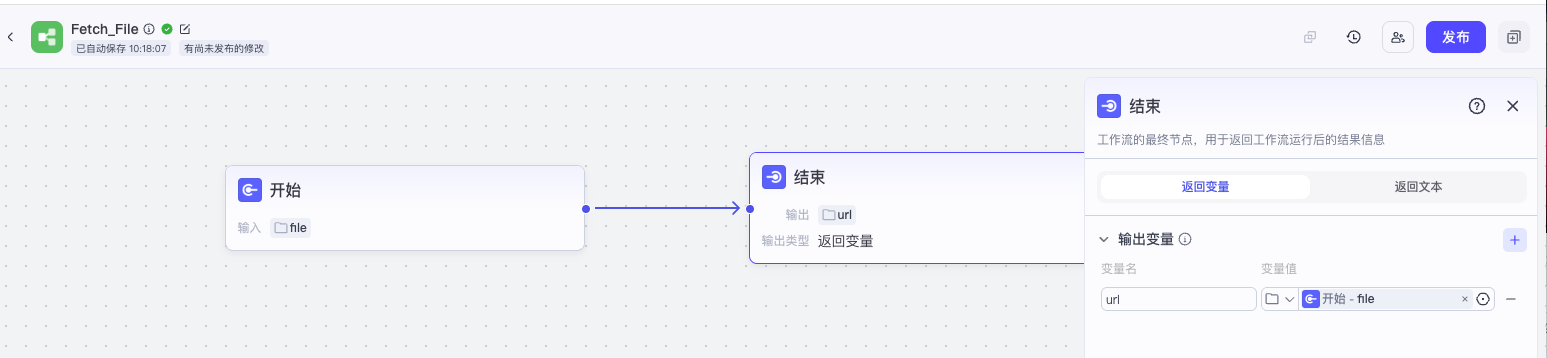 Fetch_File
已自动保存 10:18:07 有尚未发布的修改
发布
开始
输入 file
结束
输出 url
输出类型 返回变量
结束
工作流的最终节点，用于返回工作流运行后的结果信息
返回变量 返回文本
输出变量
变量名 变量值
url 开始 - file